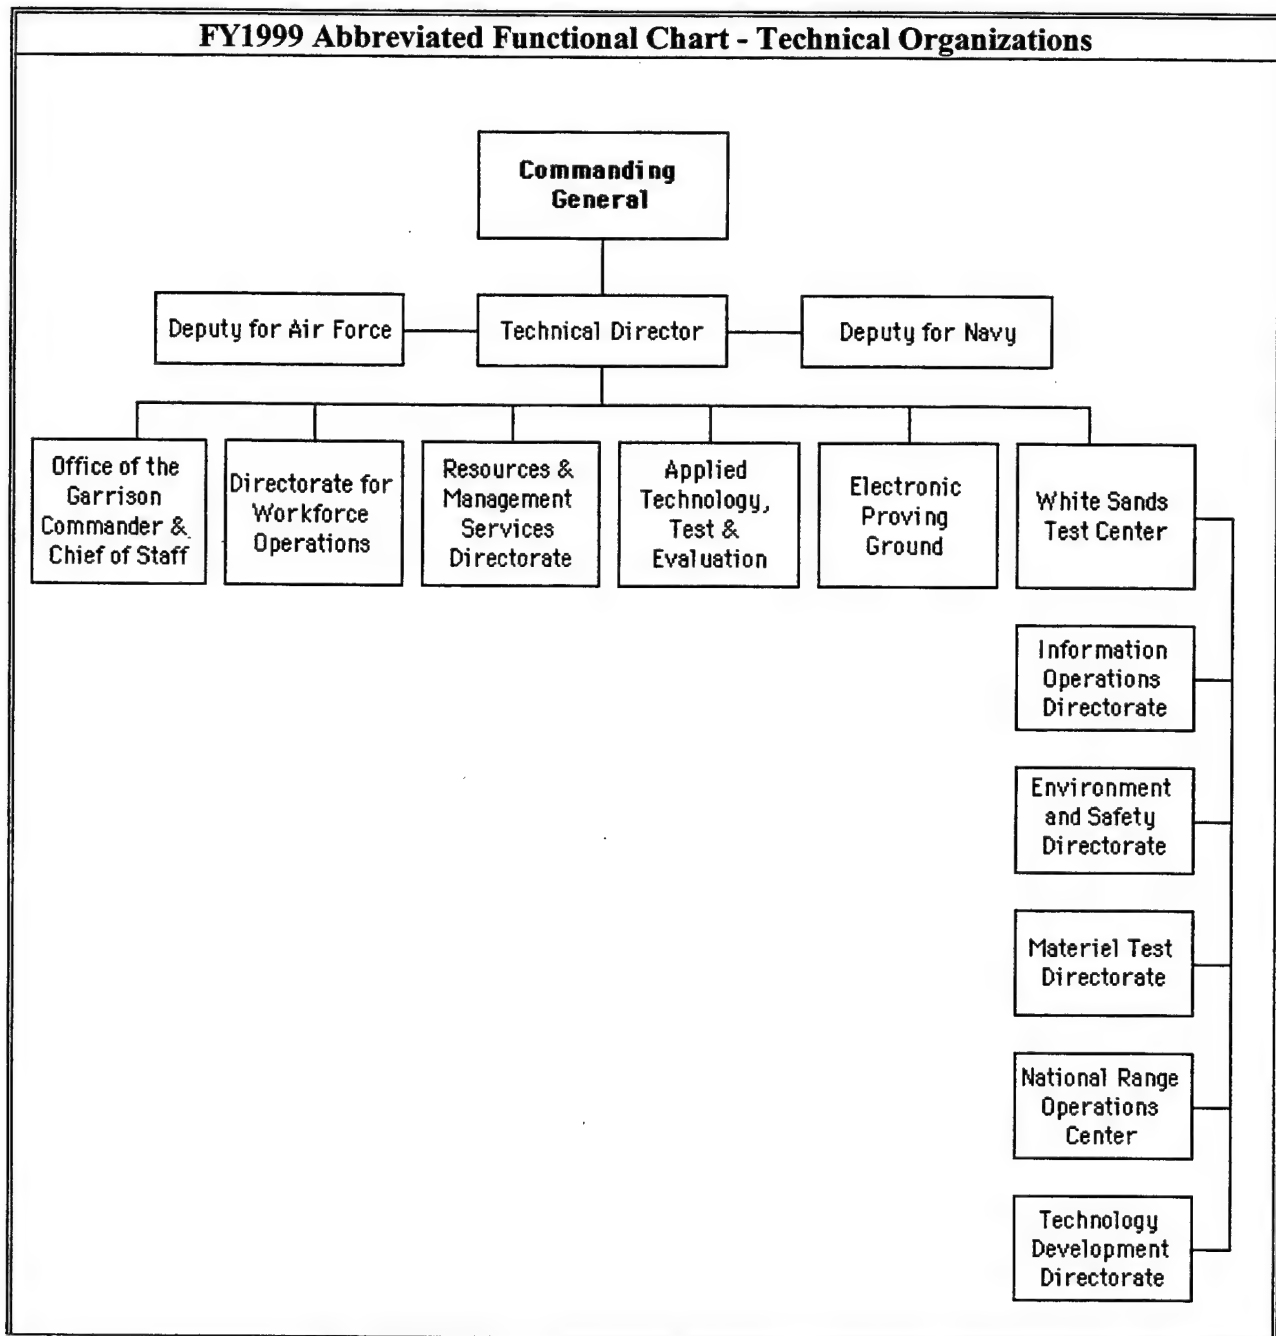 FY1999 Abbreviated Functional Chart - Technical Organizations
Commanding
General
Deputy for Air Force
Technical Director
Deputy for Navy
Office of the
Garrison
Commander &
Chief of Staff
Directorate for
Workforce
Operations
Resources &
Management
Services
Directorate
Applied
Technology,
Test &
Evaluation
Electronic
Proving
Ground
White Sands
Test Center
Information
Operations
Directorate
Environment
and Safety
Directorate
Materiel Test
Directorate
National Range
Operations
Center
Technology
Development
Directorate